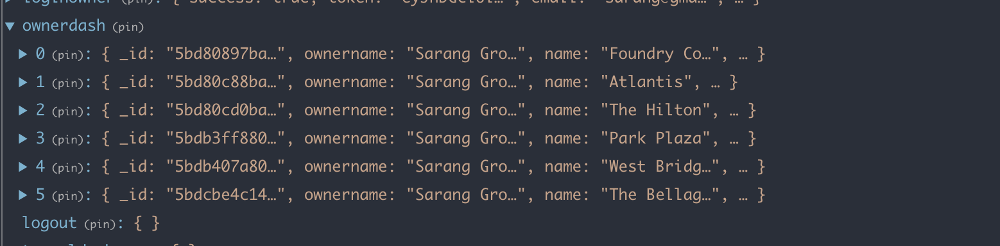 loginowner (pin): { success: true, token: "eyJhbGciOi…", email: "sarang@gma…", … }
▼ ownerdash (pin)
▶ 0 (pin): { _id: "5bd80897ba…", ownername: "Sarang Gro…", name: "Foundry Co…", … }
▶ 1 (pin): { _id: "5bd80c88ba…", ownername: "Sarang Gro…", name: "Atlantis", … }
▶ 2 (pin): { _id: "5bd80cd0ba…", ownername: "Sarang Gro…", name: "The Hilton", … }
▶ 3 (pin): { _id: "5bdb3ff880…", ownername: "Sarang Gro…", name: "Park Plaza", … }
▶ 4 (pin): { _id: "5bdb407a80…", ownername: "Sarang Gro…", name: "West Bridg…", … }
▶ 5 (pin): { _id: "5bdcbe4c14…", ownername: "Sarang Gro…", name: "The Bellag…", … }
logout (pin): { }